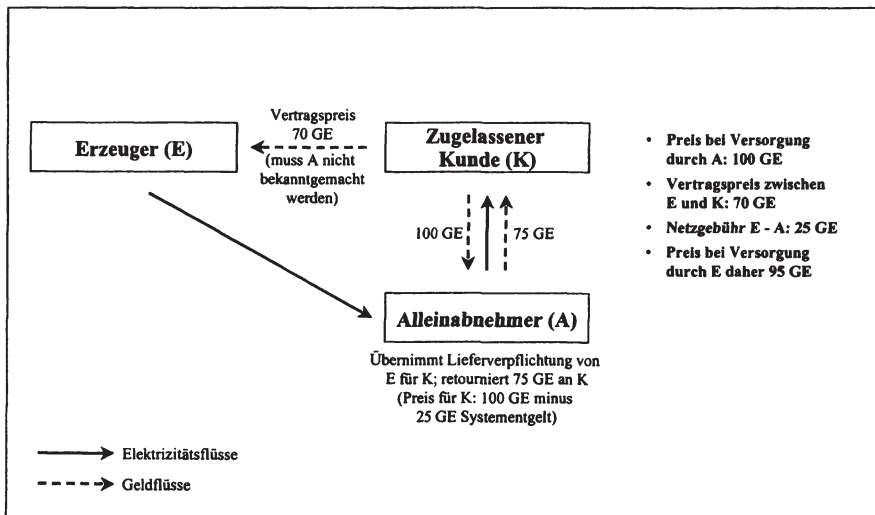 Vertragspreis
70 GE
(muss A nicht
bekanntgemacht
werden)
Erzeuger (E)
Zugelassener
Kunde (K)
• Preis bei Versorgung
durch A: 100 GE
• Vertragspreis zwischen
E und K: 70 GE
• Netzgebühr E - A: 25 GE
• Preis bei Versorgung
durch E daher 95 GE
100 GE
75 GE
Alleinabnehmer (A)
Übernimmt Lieferverpflichtung von
E für K; retourniert 75 GE an K
(Preis für K: 100 GE minus
25 GE Systementgelt)
Elektrizitätsflüsse
Geldflüsse